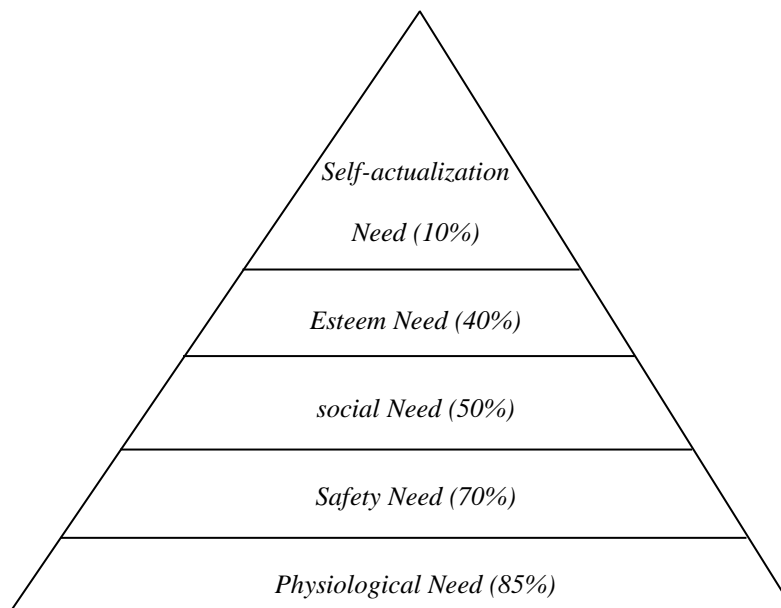 Self-actualization
Need (10%)
Esteem Need (40%)
social Need (50%)
Safety Need (70%)
Physiological Need (85%)